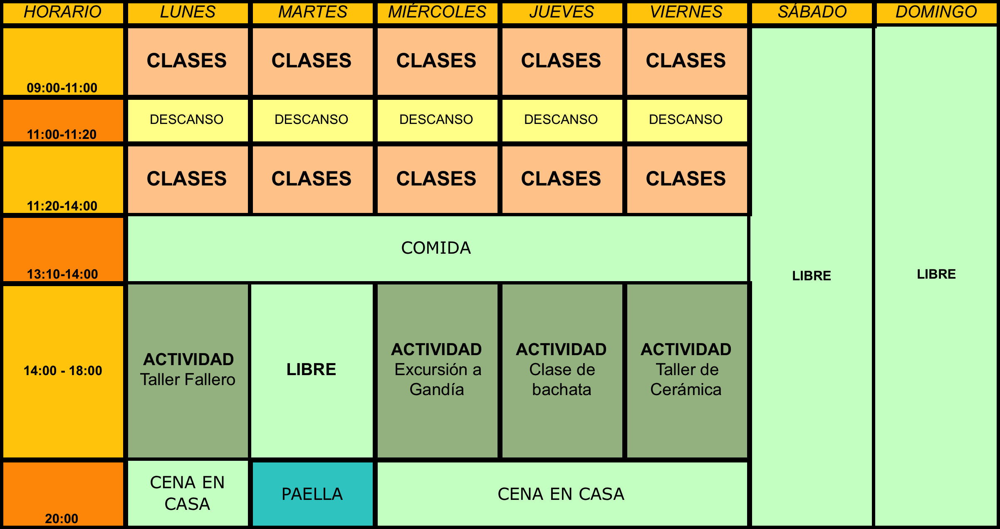 HORARIO LUNES MARTES MIÉRCOLES JUEVES VIERNES SÁBADO DOMINGO
09:00-11:00 CLASES CLASES CLASES CLASES CLASES
11:00-11:20 DESCANSO DESCANSO DESCANSO DESCANSO DESCANSO
11:20-14:00 CLASES CLASES CLASES CLASES CLASES
COMIDA
13:10-14:00 LIBRE LIBRE
14:00 - 18:00
ACTIVIDAD
Taller Fallero
LIBRE
ACTIVIDAD
Excursión a
Gandía
ACTIVIDAD
Clase de
bachata
ACTIVIDAD
Taller de
Cerámica
20:00
CENA EN
CASA
PAELLA
CENA EN CASA